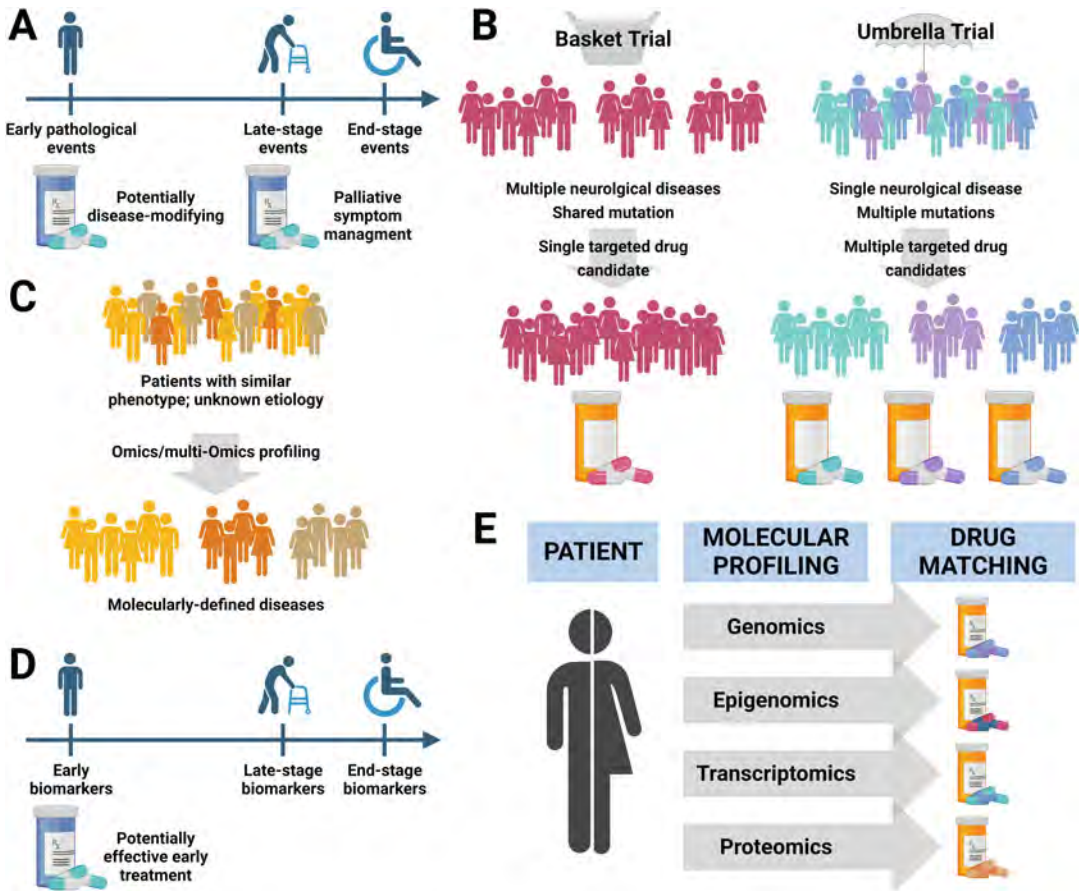 A
Early pathological
events
Late-stage
events
End-stage
events
Potentially
disease-modifying
Palliative
symptom
managment
B
Basket Trial
Umbrella Trial
Multiple neurolgical diseases
Shared mutation
Single targeted drug
candidate
Single neurolgical disease
Multiple mutations
Multiple targeted drug
candidates
C
Patients with similar
phenotype; unknown etiology
Omics/multi-Omics profiling
Molecularly-defined diseases
D
Early
biomarkers
Late-stage
biomarkers
End-stage
biomarkers
Potentially
effective early
treatment
E
PATIENT
MOLECULAR
PROFILING
DRUG
MATCHING
Genomics
Epigenomics
Transcriptomics
Proteomics